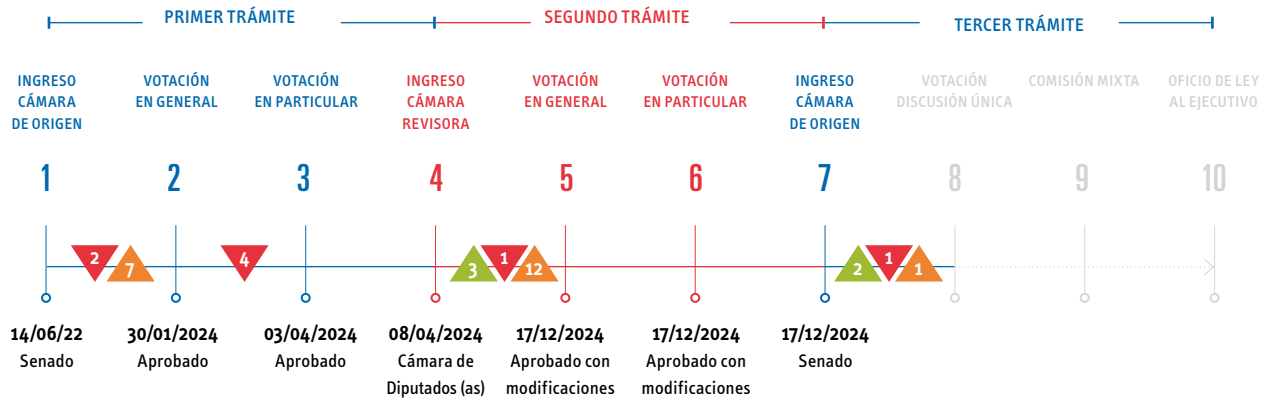 PRIMER TRÁMITE
SEGUNDO TRÁMITE
TERCER TRÁMITE
INGRESO
CÁMARA
DE ORIGEN
VOTACIÓN
EN GENERAL
VOTACIÓN
EN PARTICULAR
INGRESO
CÁMARA
REVISORA
VOTACIÓN
EN GENERAL
VOTACIÓN
EN PARTICULAR
INGRESO
CÁMARA
DE ORIGEN
VOTACIÓN
DISCUSIÓN ÚNICA
COMISIÓN MIXTA
OFICIO DE LEY
AL EJECUTIVO
1
2
3
4
5
6
7
8
9
10
2
7
4
3
1
12
2
1
1
14/06/22
Senado
30/01/2024
Aprobado
03/04/2024
Aprobado
08/04/2024
Cámara de
Diputados (as)
17/12/2024
Aprobado con
modificaciones
17/12/2024
Aprobado con
modificaciones
17/12/2024
Senado